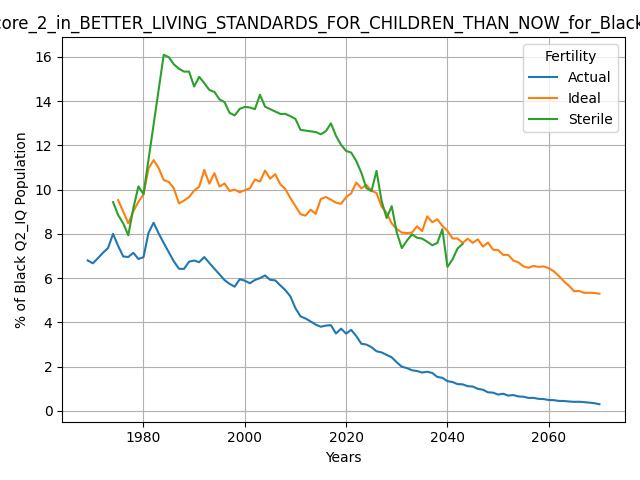 core_2_in_BETTER_LIVING_STANDARDS_FOR_CHILDREN_THAN_NOW_for_Black
Fertility
Actual
Ideal
Sterile
16
14
12
10
8
6
4
2
0
% of Black Q2_IQ Population
1980
2000
2020
2040
2060
Years